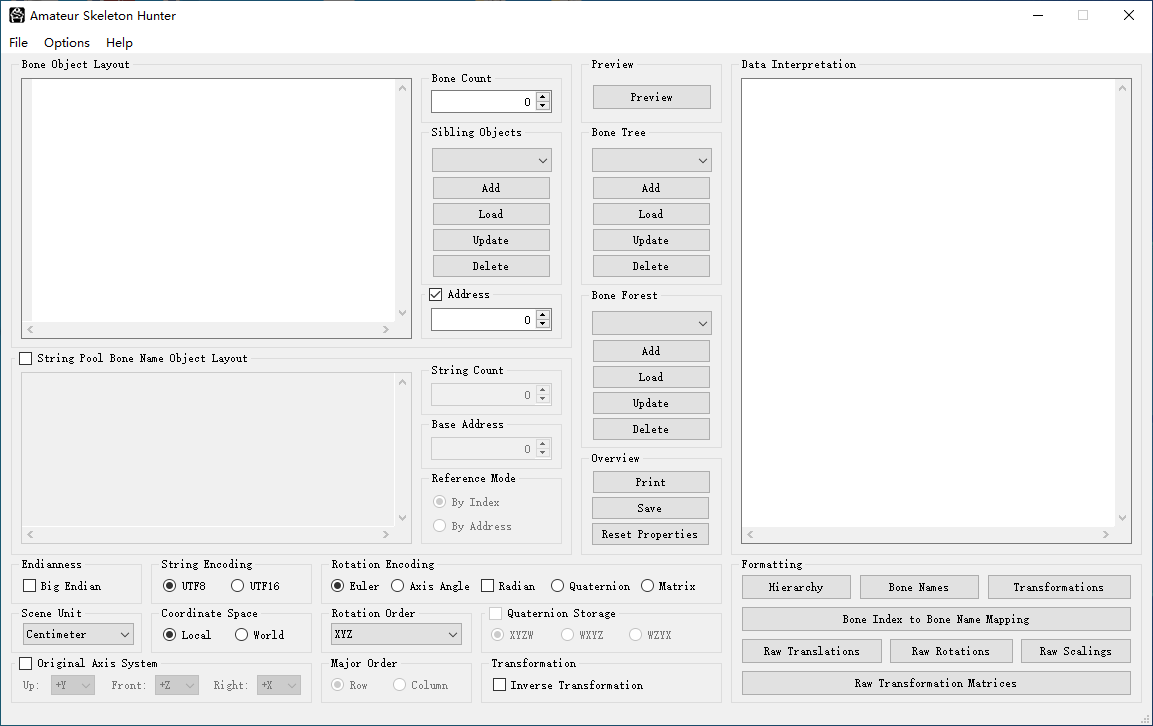 Amateur Skeleton Hunter
File Options Help
Bone Object Layout
Bone Count
0
Sibling Objects
Add
Load
Update
Delete
Address
0
String Pool Bone Name Object Layout
String Count
0
Base Address
0
Reference Mode
By Index
By Address
Preview
Preview
Bone Tree
Add
Load
Update
Delete
Bone Forest
Add
Load
Update
Delete
Overview
Print
Save
Reset Properties
Data Interpretation
Endianness
Big Endian
String Encoding
UTF8 UTF16
Rotation Encoding
Euler Axis Angle Radian Quaternion Matrix
Scene Unit
Centimeter
Coordinate Space
Local World
Rotation Order
XYZ
Quaternion Storage
XYZW WXYZ WZYX
Original Axis System
Up: +Y Front: +Z Right: +X
Major Order
Row Column
Transformation
Inverse Transformation
Formatting
Hierarchy Bone Names Transformations
Bone Index to Bone Name Mapping
Raw Translations Raw Rotations Raw Scalings
Raw Transformation Matrices